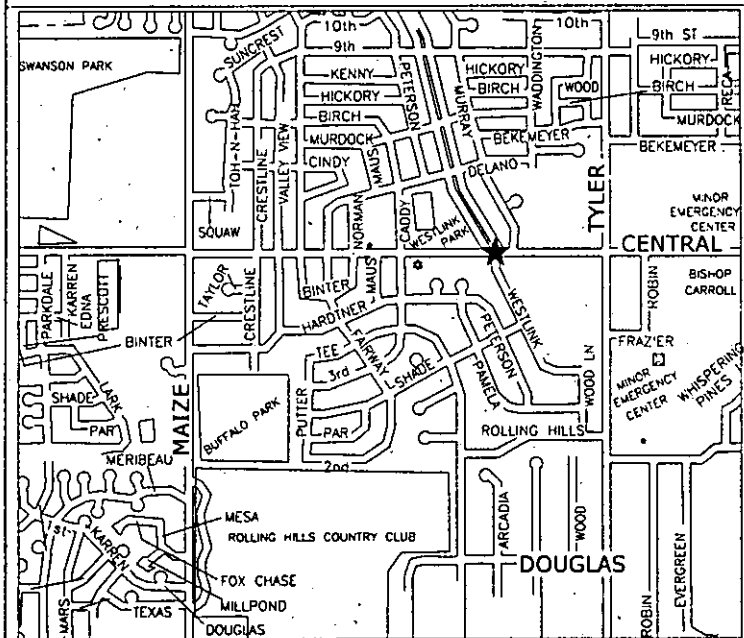 10th
10th
9th
9TH ST
SUNCREST
SWANSON PARK
KENNY
HICKORY
HICKORY
HICKORY
BIRCH
BIRCH
BIRCH
WOOD
WADDINGTON
PETERSON
MURRAY
RECA
MURDOCK
MURDOCK
BEKEMEYER
BEKEMEYER
CINDY
MAUS
DELANO
TOH-N-HAH
CRESTLINE
VALLEY VIEW
TYLER
NORMAN
CADDY
WESTLINK
PARK
SQUAW
MINOR
EMERGENCY
CENTER
CENTRAL
PARKDALE
KARREN
EDNA
PRESCOTT
TAYLOR
CRESTLINE
BINTER
MAUS
HARDTNER
WESTLINK
ROBIN
BISHOP
CARROLL
BINTER
TEE
3rd
FAIRWAY
SHADE
PETERSON
PAMELA
WOOD LN
FRAZIER
MINOR
EMERGENCY
CENTER
WHISPERING
PINES
LARK
SHADE
PAR
MAIZE
BUFFALO PARK
PUTTER
PAR
ROLLING HILLS
MERIBEAU
2nd
1st
KARREN
MESA
ROLLING HILLS COUNTRY CLUB
ARCADIA
WOOD
DOUGLAS
FOX CHASE
MILLPOND
MARS
TEXAS
DOUGLAS
ROBIN
EVERGREEN